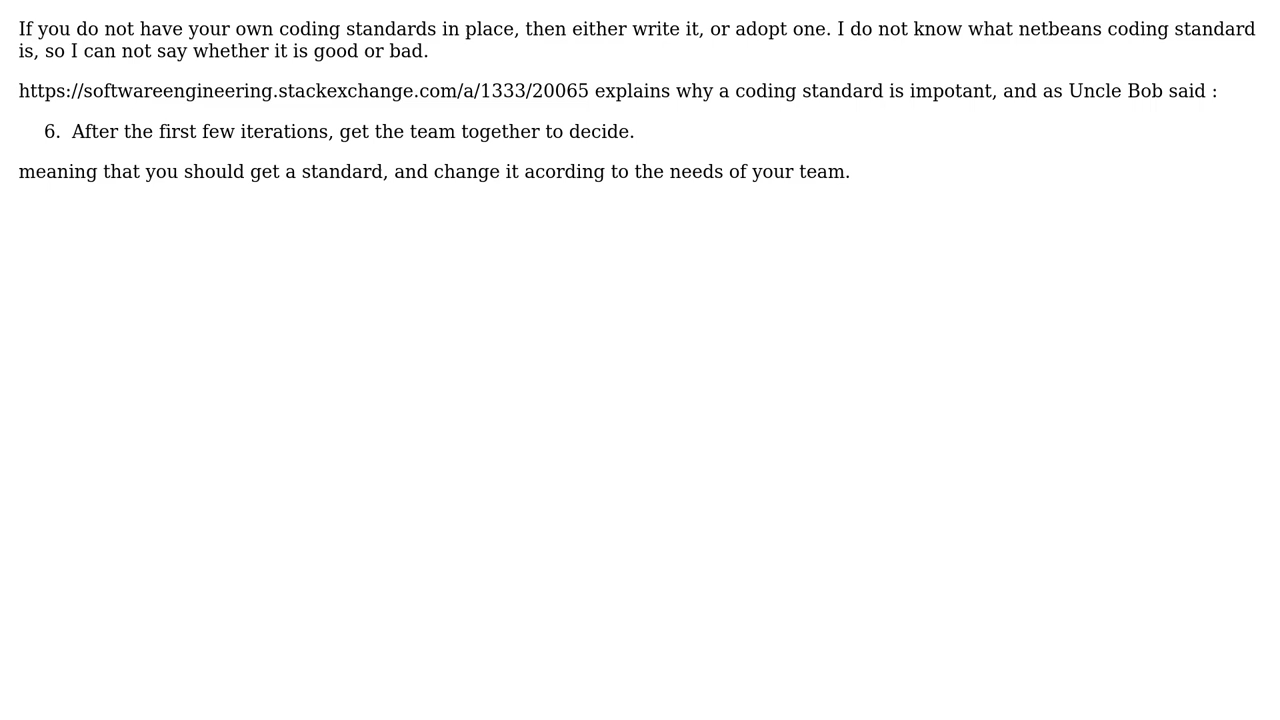 If you do not have your own coding standards in place, then either write it, or adopt one. I do not know what netbeans coding standard
is, so I can not say whether it is good or bad.
https://softwareengineering.stackexchange.com/a/1333/20065 explains why a coding standard is impotant, and as Uncle Bob said :
6. After the first few iterations, get the team together to decide.
meaning that you should get a standard, and change it acording to the needs of your team.